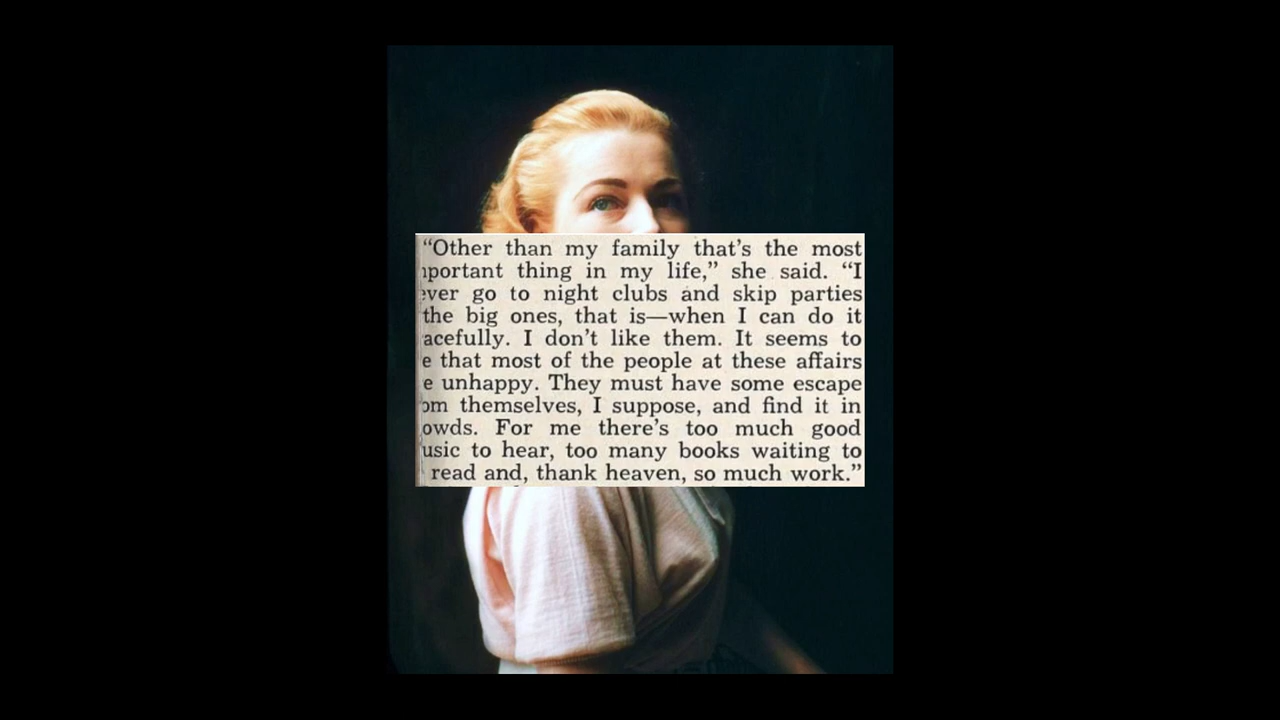 “Other than my family that’s the most
mportant thing in my life,” she said. “I
ever go to night clubs and skip parties
the big ones, that is—when I can do it
acefully. I don’t like them. It seems to
e that most of the people at these affairs
e unhappy. They must have some escape
om themselves, I suppose, and find it in
owds. For me there’s too much good
usic to hear, too many books waiting to
read and, thank heaven, so much work.”